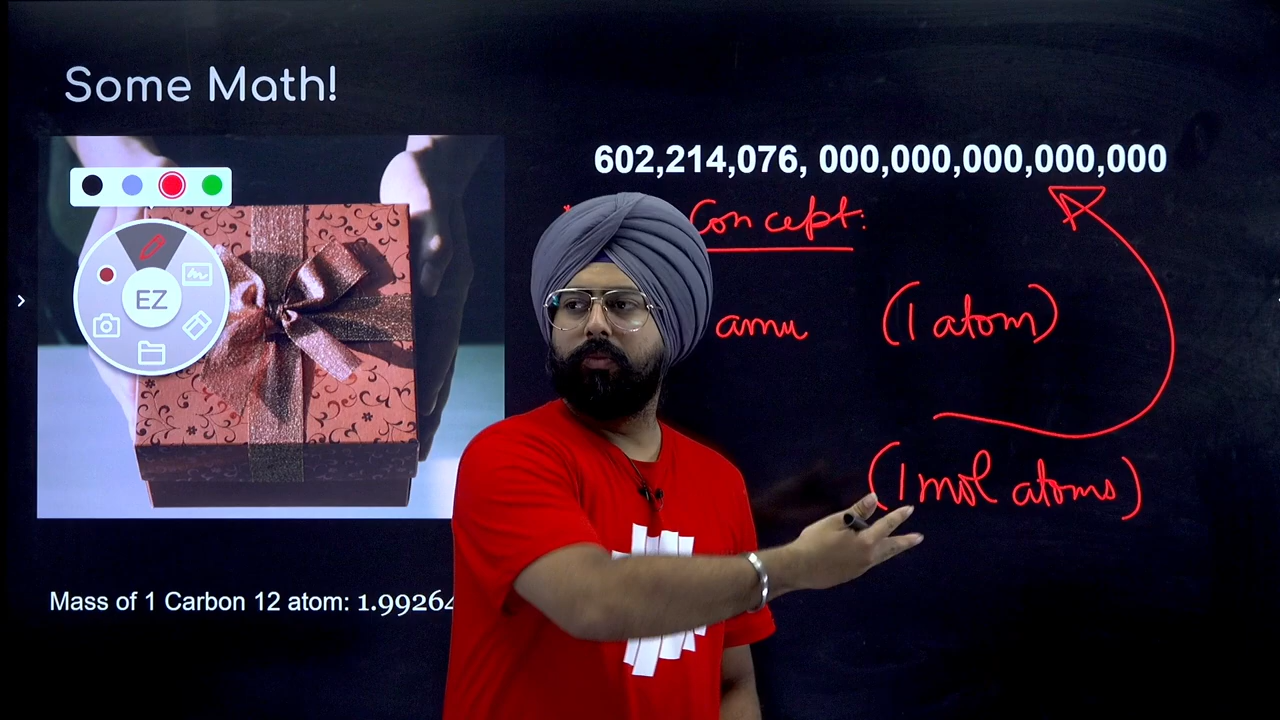 Some Math!
602,214,076, 000,000,000,000,000
Concept:
EZ
amu (1 atom)
(1 mol atoms)
Mass of 1 Carbon 12 atom: 1.99264